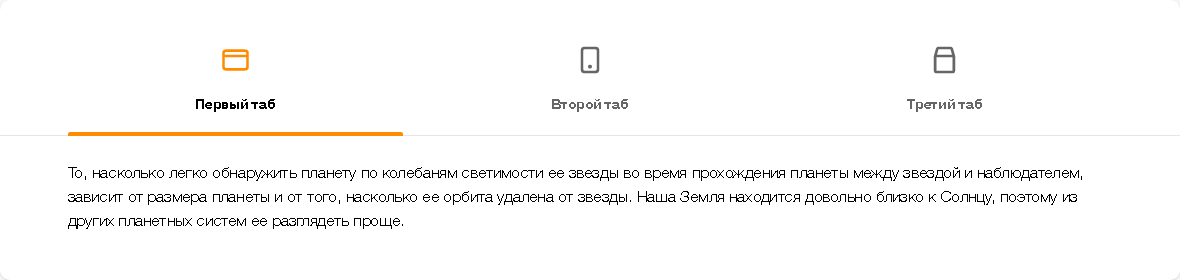 Первый таб
Второй таб
Третий таб
То, насколько легко обнаружить планету по колебаням светимости ее звезды во время прохождения планеты между звездой и наблюдателем,
зависит от размера планеты и от того, насколько ее орбита удалена от звезды. Наша Земля находится довольно близко к Солнцу, поэтому из
других планетных систем ее разглядеть проще.